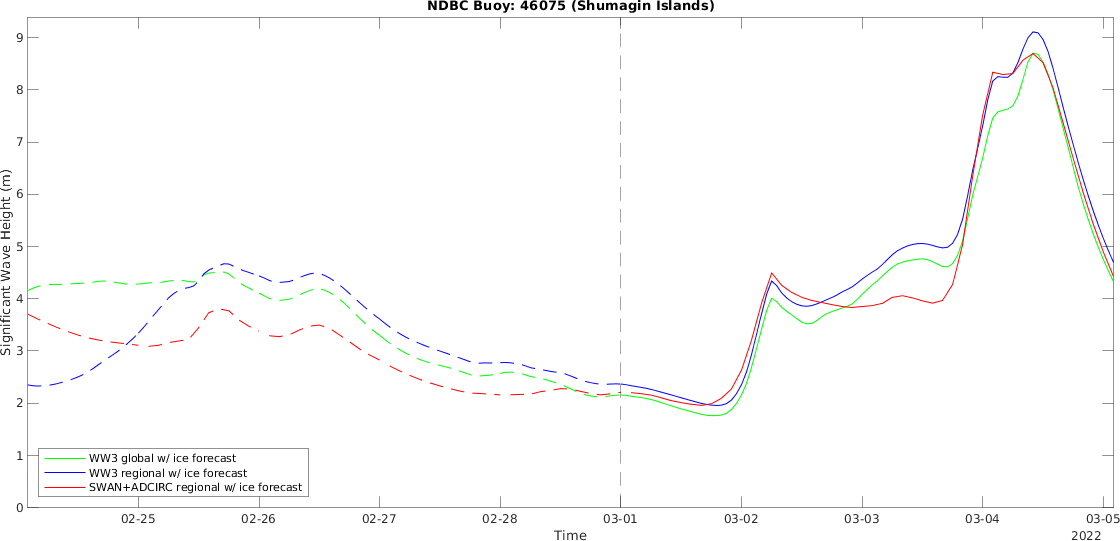 NDBC Buoy: 46075 (Shumagin Islands)
9
8
7
6
5
4
3
2
1
0
Significant Wave Height (m)
WW3 global w/ ice forecast
WW3 regional w/ ice forecast
SWAN+ADCIRC regional w/ ice forecast
02-25 02-26 02-27 02-28 03-01 03-02 03-03 03-04 03-05
Time
2022